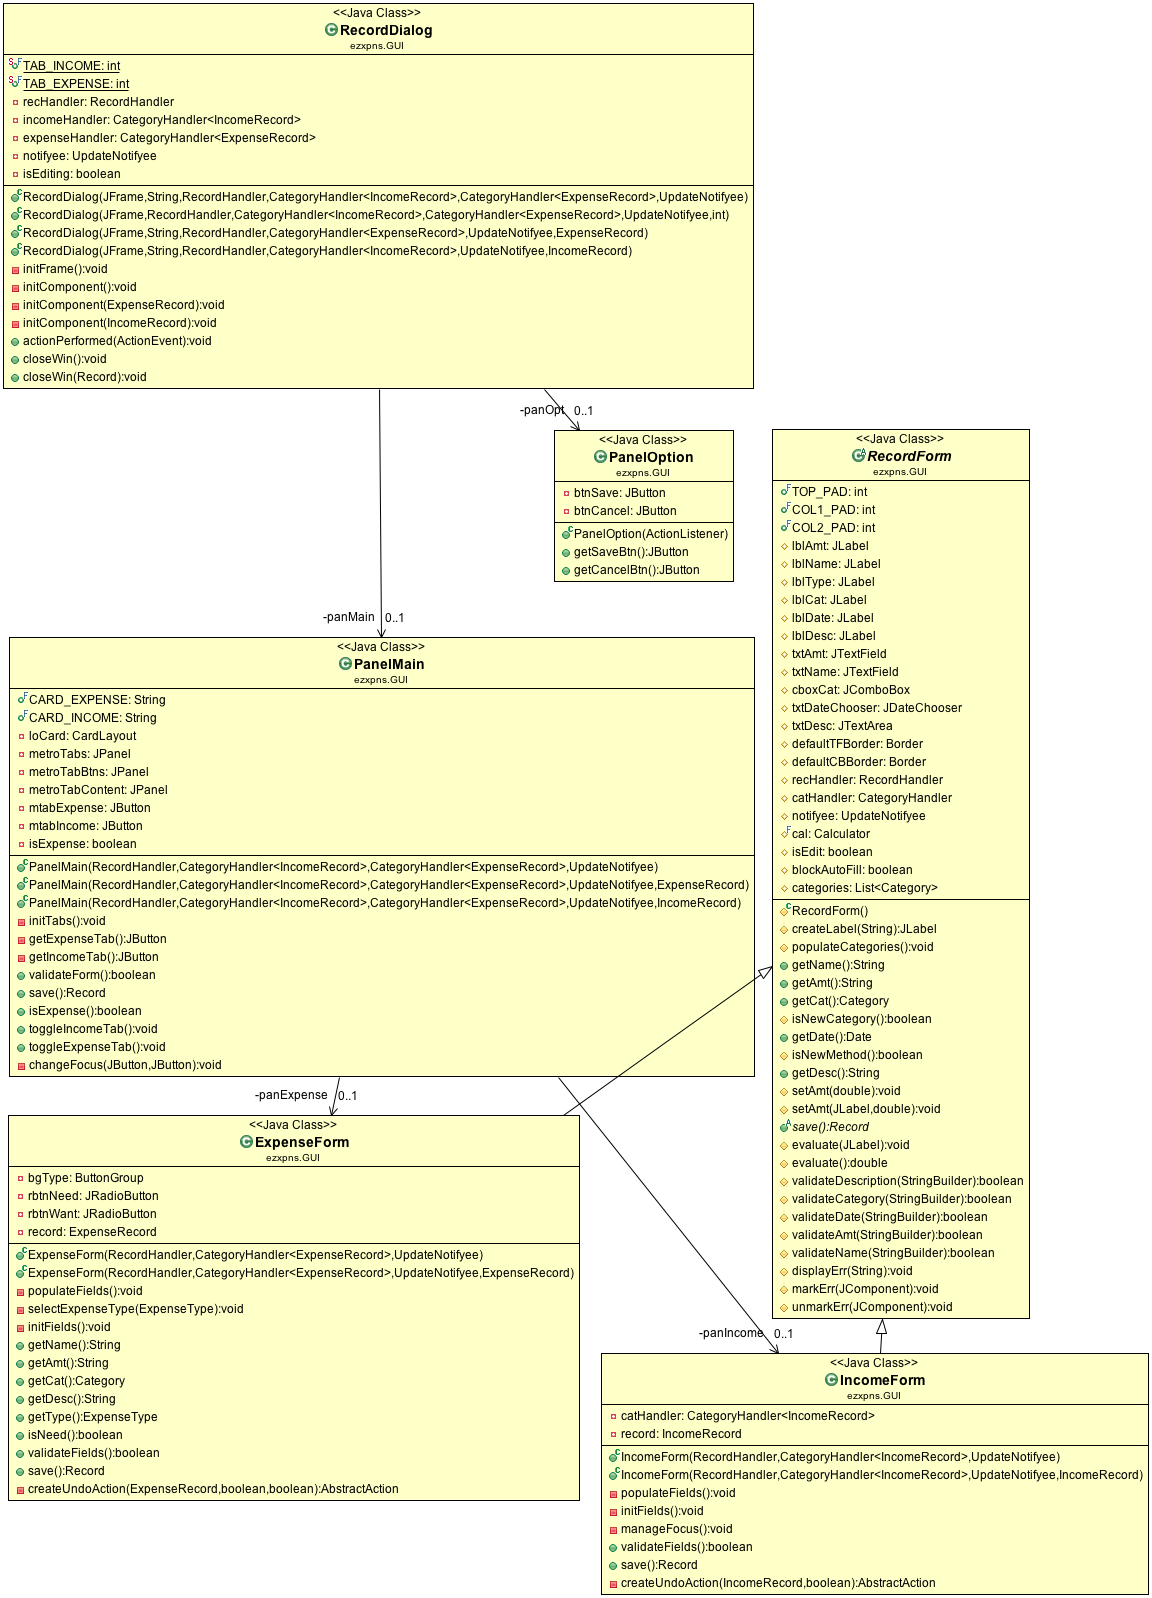 <<Java Class>>
RecordDialog
ezxpns.GUI
TAB_INCOME: int
TAB_EXPENSE: int
recHandler: RecordHandler
incomeHandler: CategoryHandler<IncomeRecord>
expenseHandler: CategoryHandler<ExpenseRecord>
notifyee: UpdateNotifyee
isEditing: boolean
RecordDialog(JFrame,String,RecordHandler,CategoryHandler<IncomeRecord>,CategoryHandler<ExpenseRecord>,UpdateNotifyee)
RecordDialog(JFrame,RecordHandler,CategoryHandler<IncomeRecord>,CategoryHandler<ExpenseRecord>,UpdateNotifyee,int)
RecordDialog(JFrame,String,RecordHandler,CategoryHandler<ExpenseRecord>,UpdateNotifyee,ExpenseRecord)
RecordDialog(JFrame,String,RecordHandler,CategoryHandler<IncomeRecord>,UpdateNotifyee,IncomeRecord)
initFrame():void
initComponent():void
initComponent(ExpenseRecord):void
initComponent(IncomeRecord):void
actionPerformed(ActionEvent):void
closeWin():void
closeWin(Record):void
-panOpt 0..1
<<Java Class>>
PanelOption
ezxpns.GUI
btnSave: JButton
btnCancel: JButton
PanelOption(ActionListener)
getSaveBtn():JButton
getCancelBtn():JButton
<<Java Class>>
RecordForm
ezxpns.GUI
TOP_PAD: int
COL1_PAD: int
COL2_PAD: int
lblAmt: JLabel
lblName: JLabel
lblType: JLabel
lblCat: JLabel
lblDate: JLabel
lblDesc: JLabel
txtAmt: JTextField
txtName: JTextField
cboxCat: JComboBox
txtDateChooser: JDateChooser
txtDesc: JTextArea
defaultTFBorder: Border
defaultCBBorder: Border
recHandler: RecordHandler
catHandler: CategoryHandler
notifyee: UpdateNotifyee
cal: Calculator
isEdit: boolean
blockAutoFill: boolean
categories: List<Category>
RecordForm()
createLabel(String):JLabel
populateCategories():void
getName():String
getAmt():String
getCat():Category
isNewCategory():boolean
getDate():Date
isNewMethod():boolean
getDesc():String
setAmt(double):void
setAmt(JLabel,double):void
save():Record
evaluate(JLabel):void
evaluate():double
validateDescription(StringBuilder):boolean
validateCategory(StringBuilder):boolean
validateDate(StringBuilder):boolean
validateAmt(StringBuilder):boolean
validateName(StringBuilder):boolean
displayErr(String):void
markErr(JComponent):void
unmarkErr(JComponent):void
-panMain 0..1
<<Java Class>>
PanelMain
ezxpns.GUI
CARD_EXPENSE: String
CARD_INCOME: String
loCard: CardLayout
metroTabs: JPanel
metroTabBtns: JPanel
metroTabContent: JPanel
mtabExpense: JButton
mtabIncome: JButton
isExpense: boolean
PanelMain(RecordHandler,CategoryHandler<IncomeRecord>,CategoryHandler<ExpenseRecord>,UpdateNotifyee)
PanelMain(RecordHandler,CategoryHandler<IncomeRecord>,CategoryHandler<ExpenseRecord>,UpdateNotifyee,ExpenseRecord)
PanelMain(RecordHandler,CategoryHandler<IncomeRecord>,CategoryHandler<ExpenseRecord>,UpdateNotifyee,IncomeRecord)
initTabs():void
getExpenseTab():JButton
getIncomeTab():JButton
validateForm():boolean
save():Record
isExpense():boolean
toggleIncomeTab():void
toggleExpenseTab():void
changeFocus(JButton,JButton):void
-panExpense 0..1
<<Java Class>>
ExpenseForm
ezxpns.GUI
bgType: ButtonGroup
rbtnNeed: JRadioButton
rbtnWant: JRadioButton
record: ExpenseRecord
ExpenseForm(RecordHandler,CategoryHandler<ExpenseRecord>,UpdateNotifyee)
ExpenseForm(RecordHandler,CategoryHandler<ExpenseRecord>,UpdateNotifyee,ExpenseRecord)
populateFields():void
selectExpenseType(ExpenseType):void
initFields():void
getName():String
getAmt():String
getCat():Category
getDesc():String
getType():ExpenseType
isNeed():boolean
validateFields():boolean
save():Record
createUndoAction(ExpenseRecord,boolean,boolean):AbstractAction
-panIncome 0..1
<<Java Class>>
IncomeForm
ezxpns.GUI
catHandler: CategoryHandler<IncomeRecord>
record: IncomeRecord
IncomeForm(RecordHandler,CategoryHandler<IncomeRecord>,UpdateNotifyee)
IncomeForm(RecordHandler,CategoryHandler<IncomeRecord>,UpdateNotifyee,IncomeRecord)
populateFields():void
initFields():void
manageFocus():void
validateFields():boolean
save():Record
createUndoAction(IncomeRecord,boolean):AbstractAction